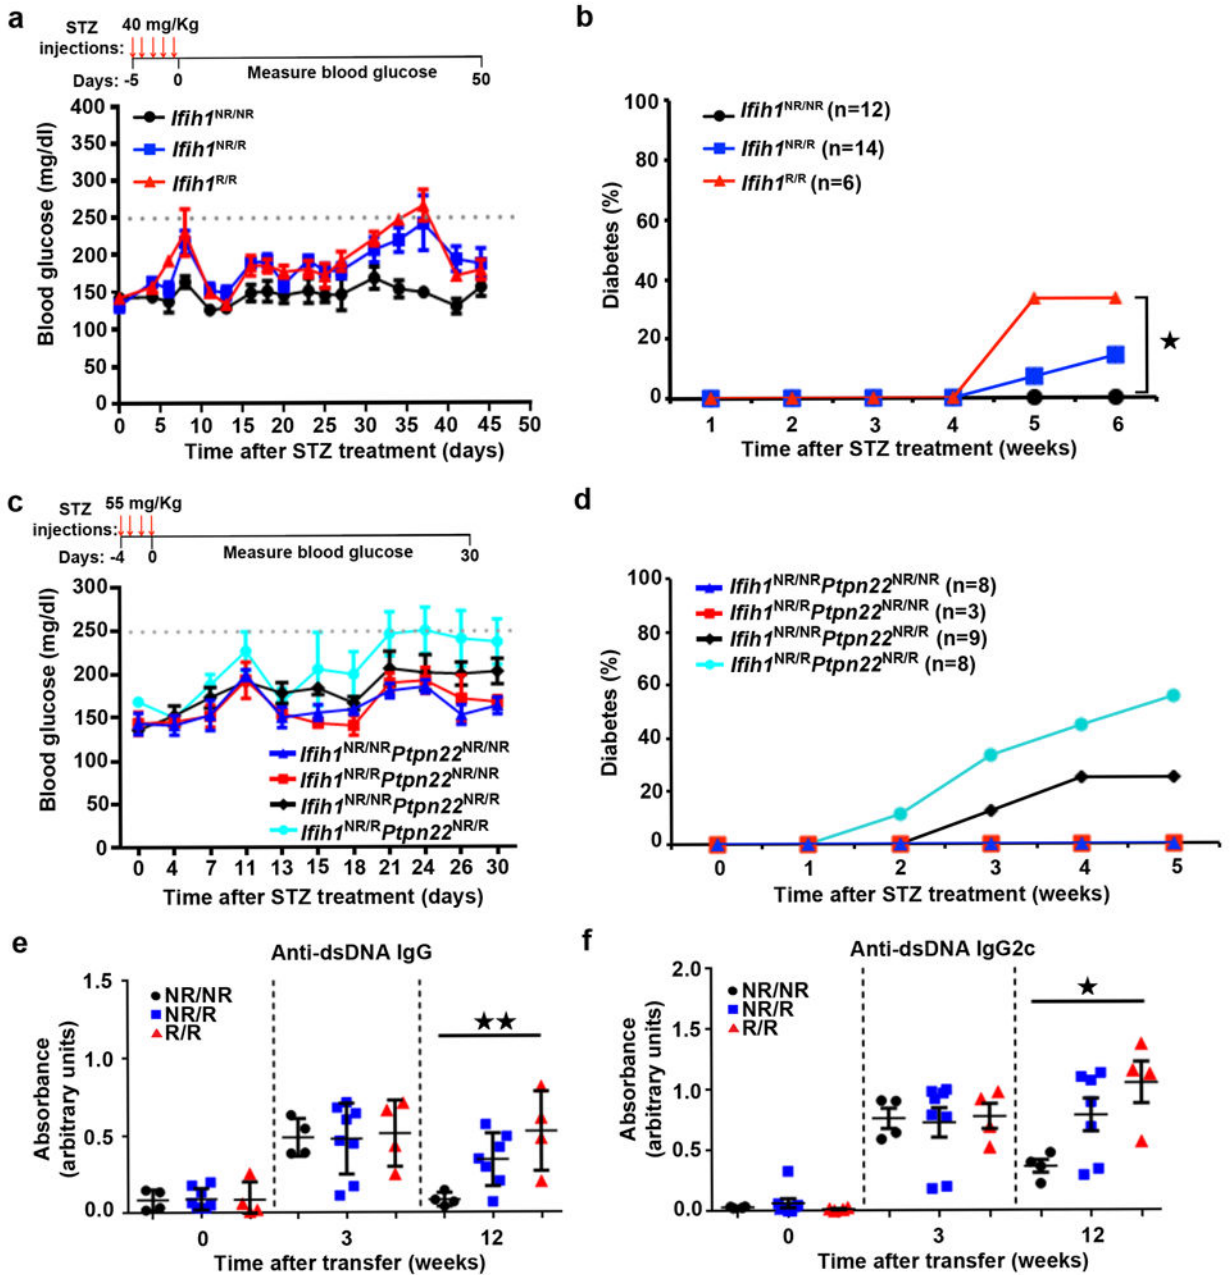 a
STZ injections:
40 mg/Kg
Days: -5 0 Measure blood glucose 50
Blood glucose (mg/dl)
400
350
300
250
200
150
100
50
0
Ifih1NR/NR
Ifih1NR/R
Ifih1R/R
0 5 10 15 20 25 30 35 40 45 50
Time after STZ treatment (days)
b
Diabetes (%)
100
80
60
40
20
0
Ifih1NR/NR (n=12)
Ifih1NR/R (n=14)
Ifih1R/R (n=6)
★
1 2 3 4 5 6
Time after STZ treatment (weeks)
c
STZ injections:
55 mg/Kg
Days: -4 0 Measure blood glucose 30
Blood glucose (mg/dl)
300
250
200
150
100
50
0
Ifih1NR/NRPtpn22NR/NR
Ifih1NR/RPtpn22NR/NR
Ifih1NR/NRPtpn22NR/R
Ifih1NR/RPtpn22NR/R
0 4 7 11 13 15 18 21 24 26 30
Time after STZ treatment (days)
d
Diabetes (%)
100
80
60
40
20
0
Ifih1NR/NRPtpn22NR/NR (n=8)
Ifih1NR/RPtpn22NR/NR (n=3)
Ifih1NR/NRPtpn22NR/R (n=9)
Ifih1NR/RPtpn22NR/R (n=8)
0 1 2 3 4 5
Time after STZ treatment (weeks)
e
Anti-dsDNA IgG
Absorbance
(arbitrary units)
1.5
1.0
0.5
0.0
NR/NR
NR/R
R/R
★★
0 3 12
Time after transfer (weeks)
f
Anti-dsDNA IgG2c
Absorbance
(arbitrary units)
2.0
1.5
1.0
0.5
0.0
NR/NR
NR/R
R/R
★
0 3 12
Time after transfer (weeks)